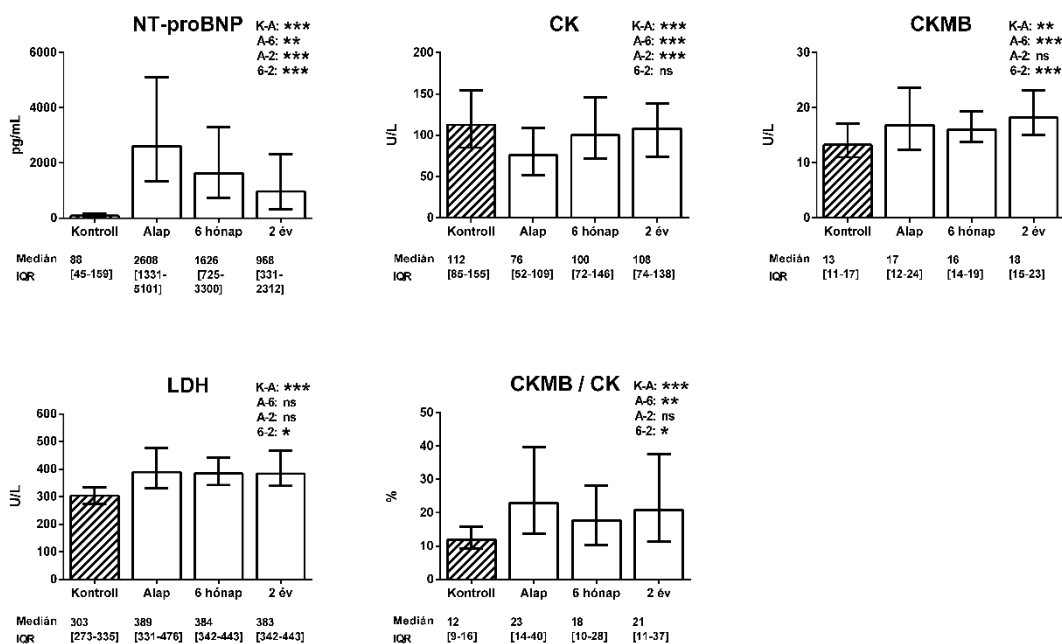 NT-proBNP
K-A: ***
A-6: **
A-2: ***
6-2: ***
6000
4000
2000
0
pg/mL
Kontroll Alap 6 hónap 2 év
Medián 88 2608 1626 968
IQR [45-159] [1331- [725- [331-
5101] 3300] 2312]
CK
K-A: ***
A-6: ***
A-2: ***
6-2: ns
200
150
100
50
0
U/L
Kontroll Alap 6 hónap 2 év
Medián 112 76 100 108
IQR [85-155] [52-109] [72-146] [74-138]
CKMB
K-A: **
A-6: ***
A-2: ns
6-2: ***
30
20
10
0
U/L
Kontroll Alap 6 hónap 2 év
Medián 13 17 16 18
IQR [11-17] [12-24] [14-19] [15-23]
LDH
K-A: ***
A-6: ns
A-2: ns
6-2: *
600
500
400
300
200
100
0
U/L
Kontroll Alap 6 hónap 2 év
Medián 303 389 384 383
IQR [273-335] [331-476] [342-443] [342-443]
CKMB / CK
K-A: ***
A-6: **
A-2: ns
6-2: *
50
40
30
20
10
0
%
Kontroll Alap 6 hónap 2 év
Medián 12 23 18 21
IQR [9-16] [14-40] [10-28] [11-37]